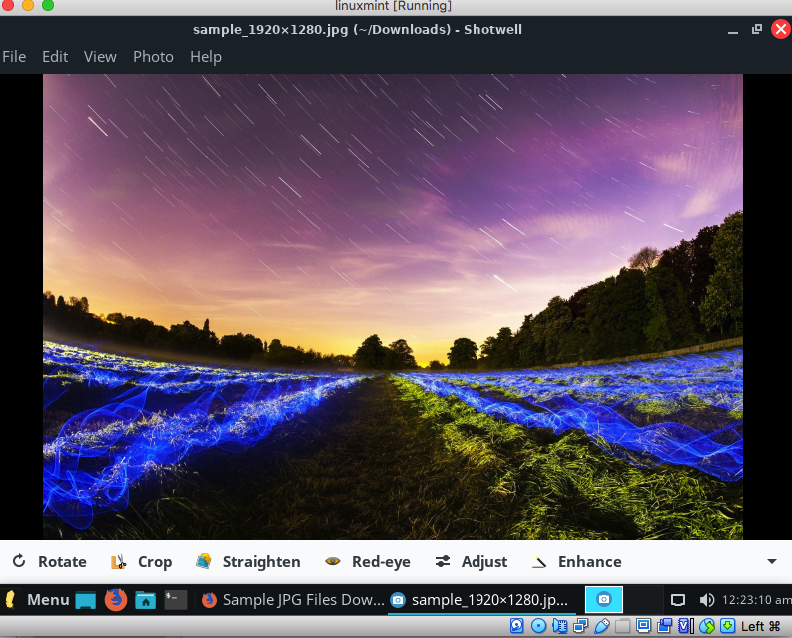 linuxmint [Running]
sample_1920×1280.jpg (~/Downloads) - Shotwell
File Edit View Photo Help
Rotate Crop Straighten Red-eye Adjust Enhance
Menu $_ Sample JPG Files Dow... sample_1920×1280.jp... 12:23:10 am
Left ⌘